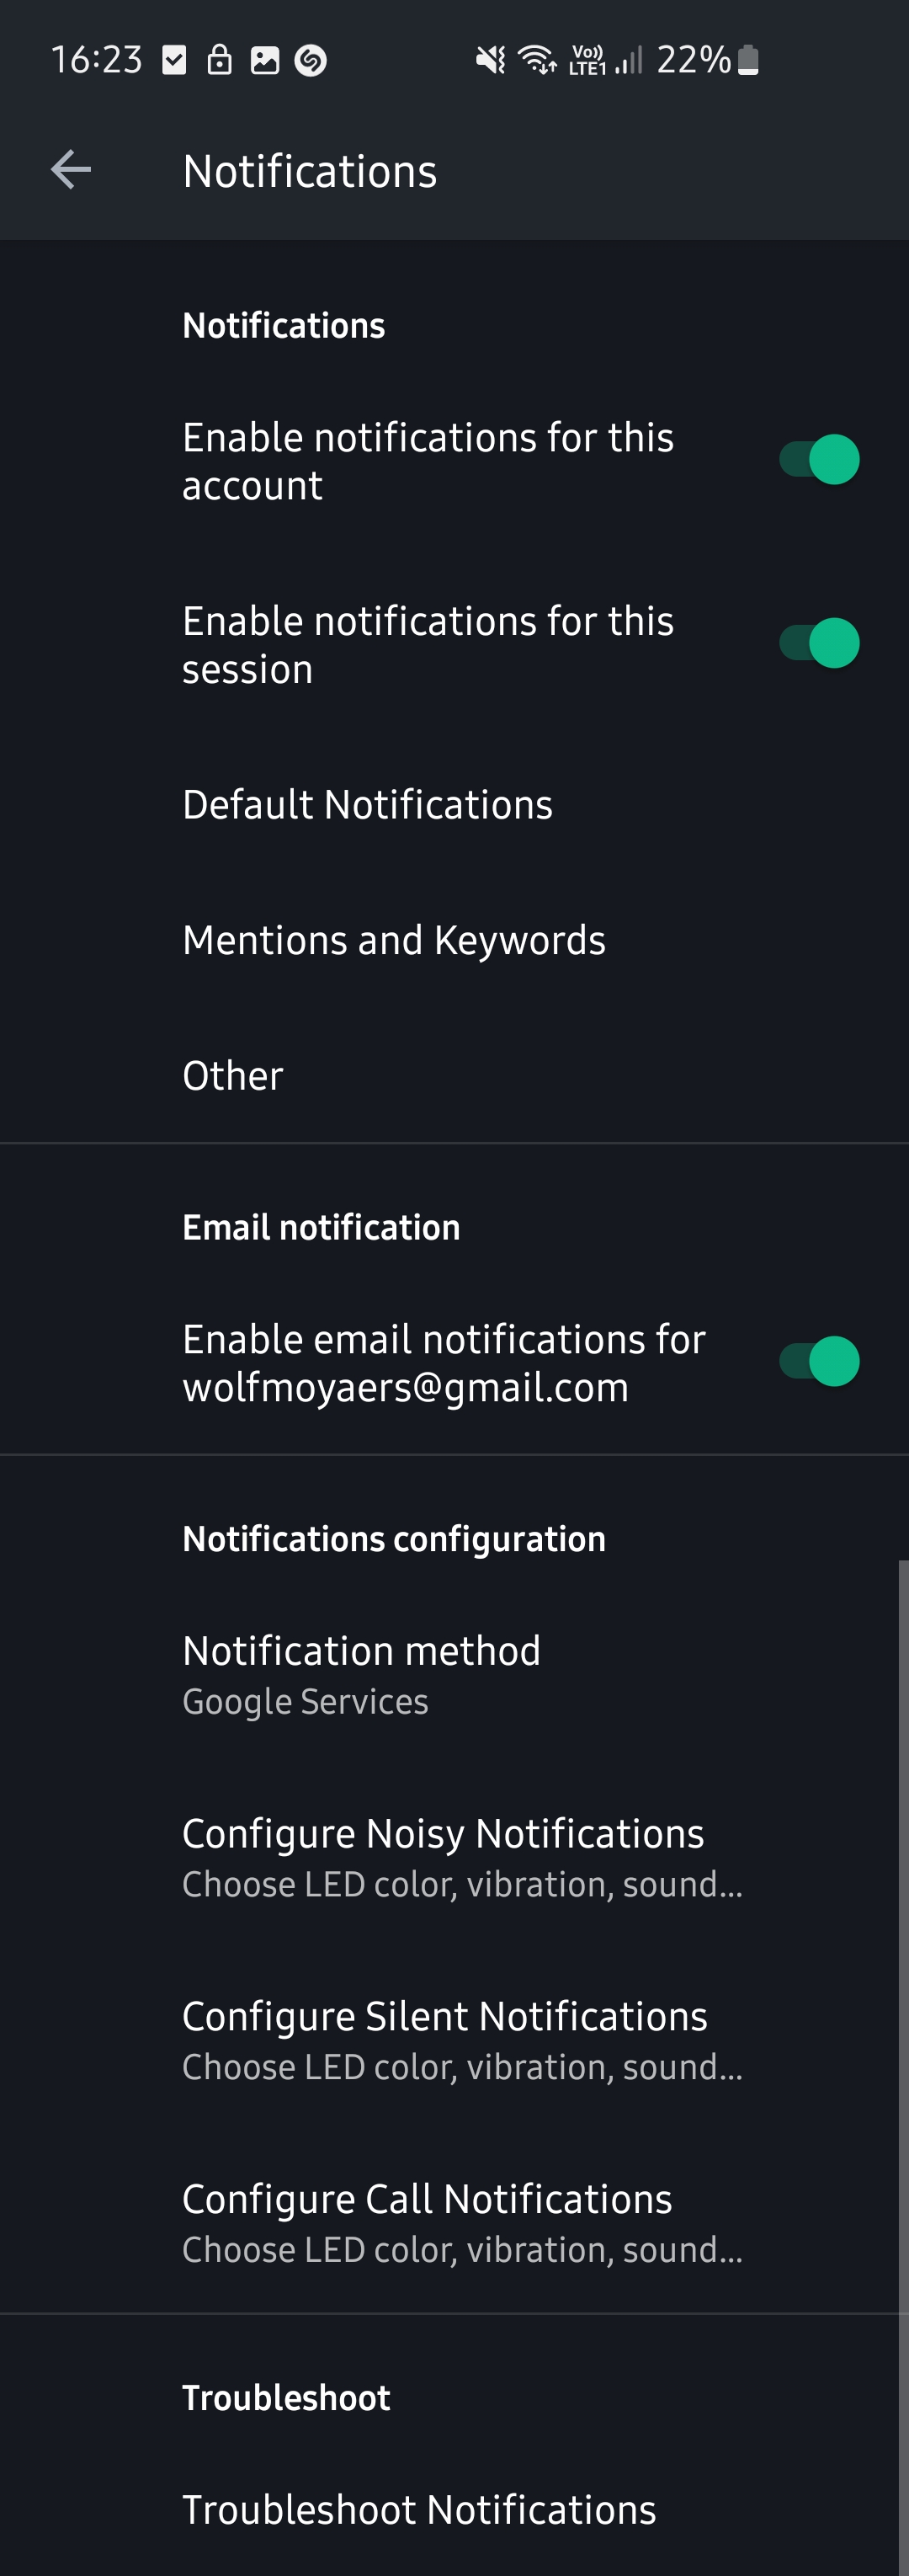 16:23
Vo)) LTE1
22%
Notifications
Notifications
Enable notifications for this
account
Enable notifications for this
session
Default Notifications
Mentions and Keywords
Other
Email notification
Enable email notifications for
wolfmoyaers@gmail.com
Notifications configuration
Notification method
Google Services
Configure Noisy Notifications
Choose LED color, vibration, sound...
Configure Silent Notifications
Choose LED color, vibration, sound...
Configure Call Notifications
Choose LED color, vibration, sound...
Troubleshoot
Troubleshoot Notifications